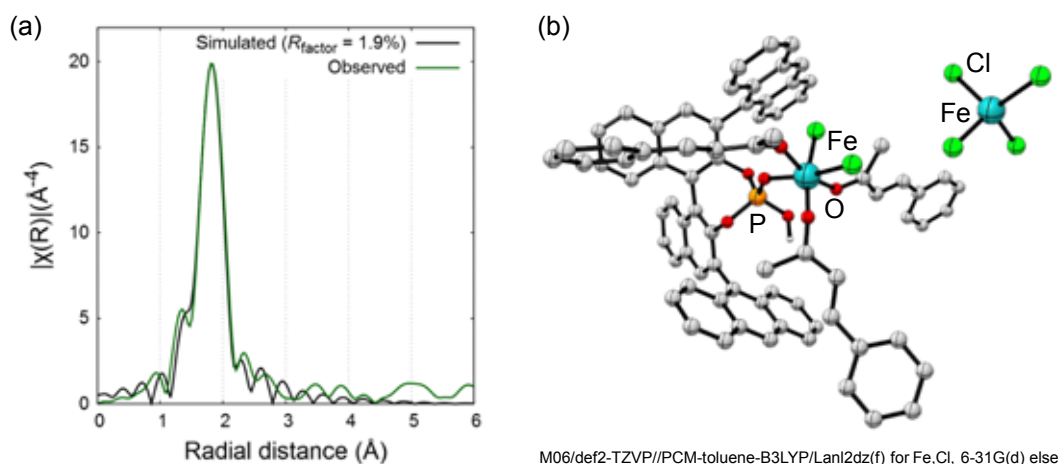 (a)
Simulated (Rfactor = 1.9%)
Observed
20
15
10
5
0
0 1 2 3 4 5 6
|χ(R)|(Å-4)
Radial distance (Å)
(b)
Cl
Fe
Fe
O
P
M06/def2-TZVP//PCM-toluene-B3LYP/Lanl2dz(f) for Fe,Cl, 6-31G(d) else